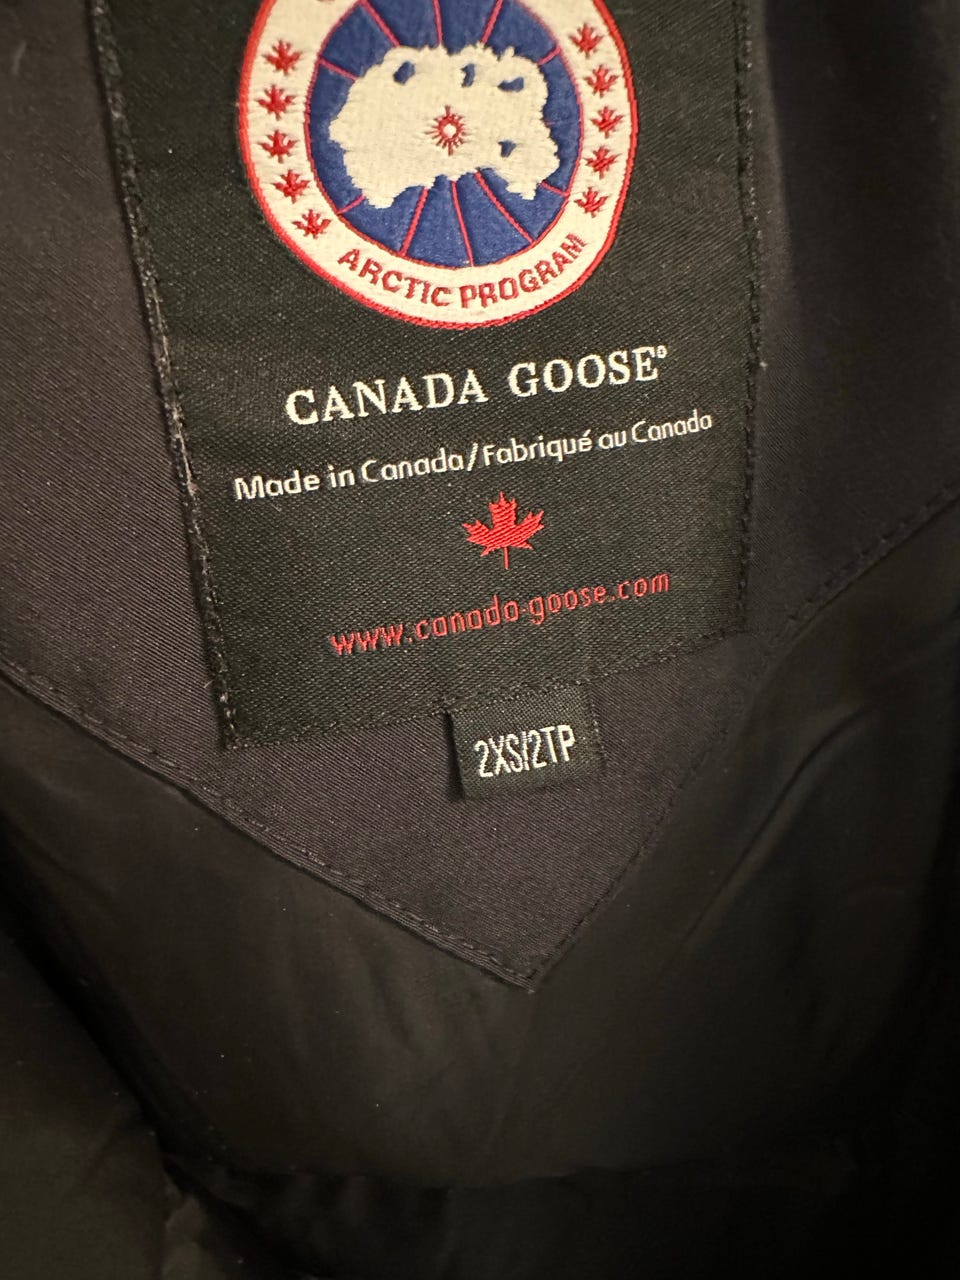 ARCTIC PROGRAM
CANADA GOOSE®
Made in Canada/Fabriqué au Canada
www.canada-goose.com
2XS/2TP